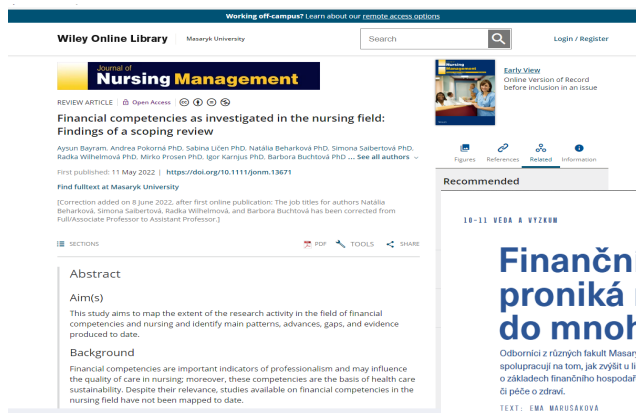 Working off-campus? Learn about our remote access options
Wiley Online Library
Masaryk University
Search
Login / Register
Journal of
Nursing Management
REVIEW ARTICLE
Open Access
Financial competencies as investigated in the nursing field:
Findings of a scoping review
Aysun Bayram, Andrea Pokorná PhD, Sabina Ličen PhD, Natália Beharková PhD, Simona Saibertová PhD,
Radka Wilhelmová PhD, Mirko Prosen PhD, Igor Karnjuš PhD, Barbora Buchtová PhD ... See all authors
First published: 11 May 2022 | https://doi.org/10.1111/jonm.13671
Find fulltext at Masaryk University
[Correction added on 8 June 2022, after first online publication: The job titles for authors Natália
Beharková, Simona Saibertová, Radka Wilhelmová, and Barbora Buchtová has been corrected from
Full/Associate Professor to Assistant Professor.]
SECTIONS
PDF
TOOLS
SHARE
Abstract
Aim(s)
This study aims to map the extent of the research activity in the field of financial
competencies and nursing and identify main patterns, advances, gaps, and evidence
produced to date.
Background
Financial competencies are important indicators of professionalism and may influence
the quality of care in nursing; moreover, these competencies are the basis of health care
sustainability. Despite their relevance, studies available on financial competencies in the
nursing field have not been mapped to date.
Early View
Online Version of Record
before inclusion in an issue
Figures
References
Related
Information
Recommended
10-11 VĚDA A VÝZKUM
Finančn
proniká
do mnoh
Odborníci z různých fakult Masar
spolupracují na tom, jak zvýšit u li
o základech finančního hospodař
či péče o zdraví.
TEXT: EMA MARUŠÁKOVÁ